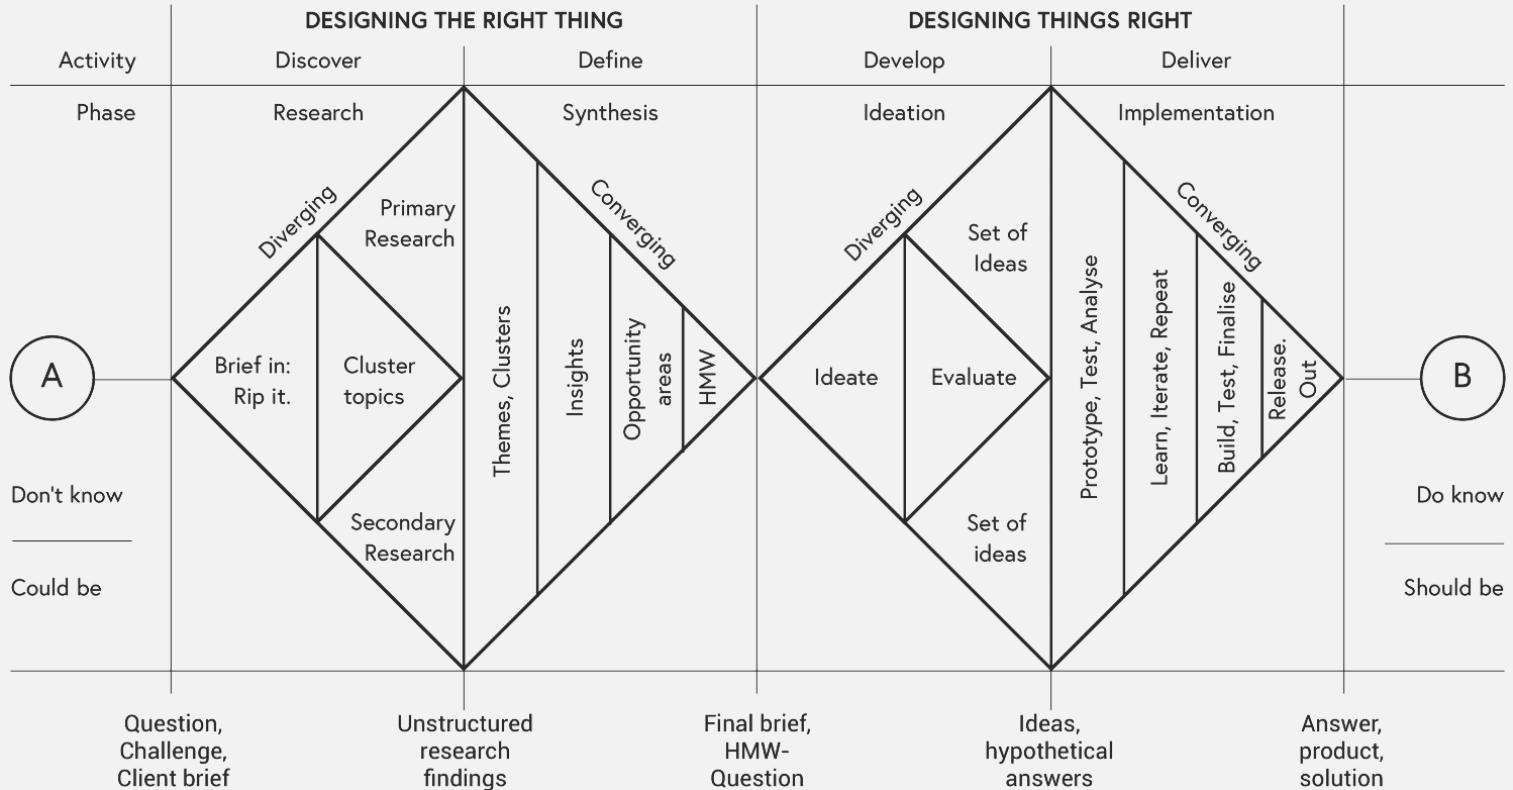 DESIGNING THE RIGHT THING
DESIGNING THINGS RIGHT
Activity
Discover
Define
Develop
Deliver
Phase
Research
Synthesis
Ideation
Implementation
Diverging
Primary
Research
Converging
Brief in:
Rip it.
Cluster
topics
Secondary
Research
Themes, Clusters
Insights
Opportunity
areas
HMW
Diverging
Set of
Ideas
Converging
Ideate
Evaluate
Set of
ideas
Prototype, Test, Analyse
Learn, Iterate, Repeat
Build, Test, Finalise
Release.
Out
A
B
Don't know
Could be
Do know
Should be
Question,
Challenge,
Client brief
Unstructured
research
findings
Final brief,
HMW-
Question
Ideas,
hypothetical
answers
Answer,
product,
solution